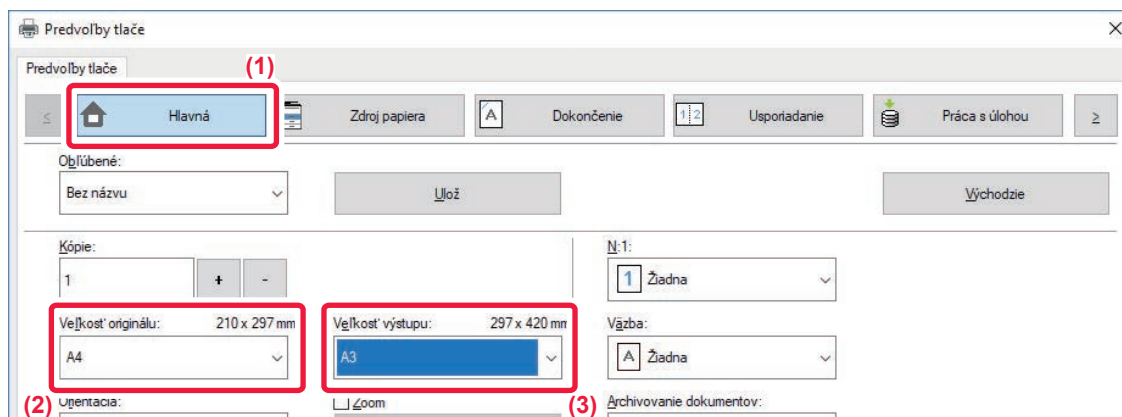 Predvoľby tlače
Predvoľby tlače
(1)
< Hlavná Zdroj papiera Dokončenie Usporiadanie Práca s úlohou >
Obľúbené:
Bez názvu Ulož Východzie
Kópie: N:1:
1 + - 1 Žiadna
Veľkosť originálu: 210 x 297 mm Veľkosť výstupu: 297 x 420 mm Väzba:
A4 A3 A Žiadna
(2) Orientácia: Zoom (3) Archivovanie dokumentov: